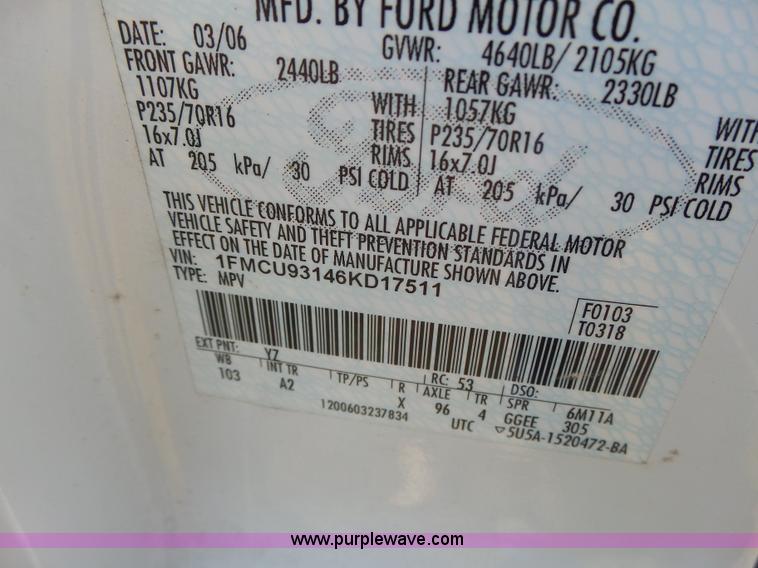 MFD. BY FORD MOTOR CO.
DATE: 03/06 GVWR: 4640LB/ 2105KG
FRONT GAWR: 2440LB REAR GAWR: 2330LB
1107KG WITH 1057KG WITH
P235/70R16 TIRES P235/70R16 TIRES
16x7.0J RIMS 16x7.0J RIMS
AT 205 kPa/ 30 PSI COLD AT 205 kPa/ 30 PSI COLD
THIS VEHICLE CONFORMS TO ALL APPLICABLE FEDERAL MOTOR
VEHICLE SAFETY AND THEFT PREVENTION STANDARDS IN
EFFECT ON THE DATE OF MANUFACTURE SHOWN ABOVE.
VIN: 1FMCU93146KD17511
TYPE: MPV
F0103
T0318
EXT PNT: YZ RC: 53 DSO:
WB INT TR TP/PS R AXLE TR SPR 6M11A
103 A2 X 96 4 GGEE 305
1200603237834 UTC ▽5U5A-1520472-BA
Ford
www.purplewave.com